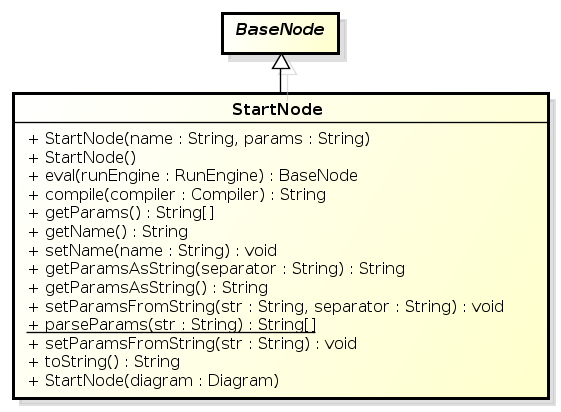 BaseNode
StartNode
+ StartNode(name : String, params : String)
+ StartNode()
+ eval(runEngine : RunEngine) : BaseNode
+ compile(compiler : Compiler) : String
+ getParams() : String[]
+ getName() : String
+ setName(name : String) : void
+ getParamsAsString(separator : String) : String
+ getParamsAsString() : String
+ setParamsFromString(str : String, separator : String) : void
+ parseParams(str : String) : String[]
+ setParamsFromString(str : String) : void
+ toString() : String
+ StartNode(diagram : Diagram)